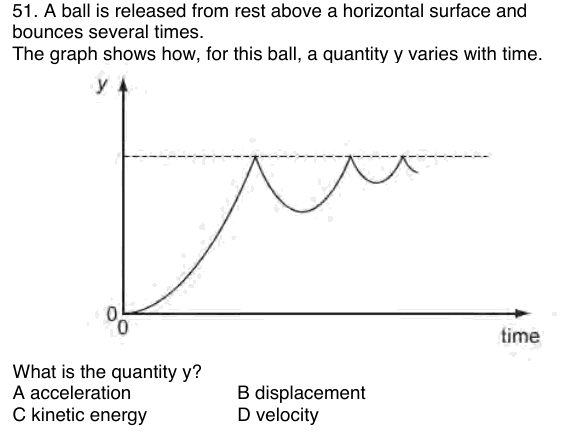 51. A ball is released from rest above a horizontal surface and
bounces several times.
The graph shows how, for this ball, a quantity y varies with time.
y
0
0
time
What is the quantity y?
A acceleration B displacement
C kinetic energy D velocity